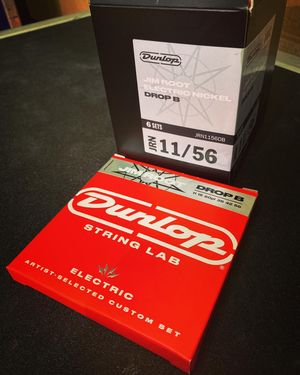 Dunlop
JIM ROOT
ELECTRIC NICKEL
DROP B
6 SETS
JRN1156DB
JRN 11/56
DROP B
Dunlop
STRING LAB
ELECTRIC
ARTIST-SELECTED CUSTOM SET